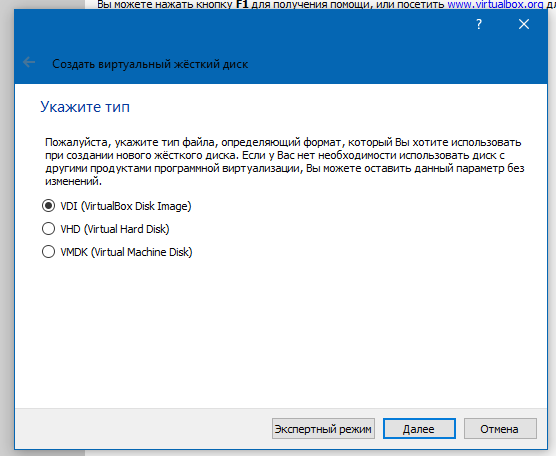 Вы можете нажать кнопку F1 для получения помощи, или посетить www.virtualbox.org дл
?
Создать виртуальный жёсткий диск
Укажите тип
Пожалуйста, укажите тип файла, определяющий формат, который Вы хотите использовать
при создании нового жёсткого диска. Если у Вас нет необходимости использовать диск с
другими продуктами программной виртуализации, Вы можете оставить данный параметр без
изменений.
VDI (VirtualBox Disk Image)
VHD (Virtual Hard Disk)
VMDK (Virtual Machine Disk)
Экспертный режим Далее Отмена